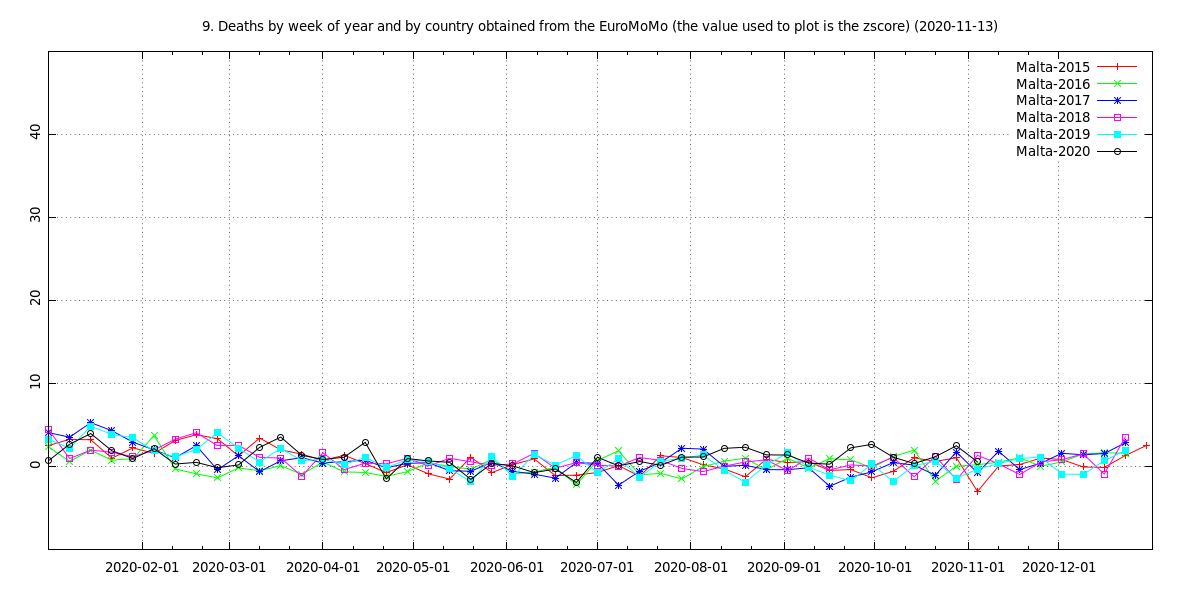 9. Deaths by week of year and by country obtained from the EuroMoMo (the value used to plot is the zscore) (2020-11-13)
Malta-2015
Malta-2016
Malta-2017
Malta-2018
Malta-2019
Malta-2020
40
30
20
10
0
2020-02-01 2020-03-01 2020-04-01 2020-05-01 2020-06-01 2020-07-01 2020-08-01 2020-09-01 2020-10-01 2020-11-01 2020-12-01